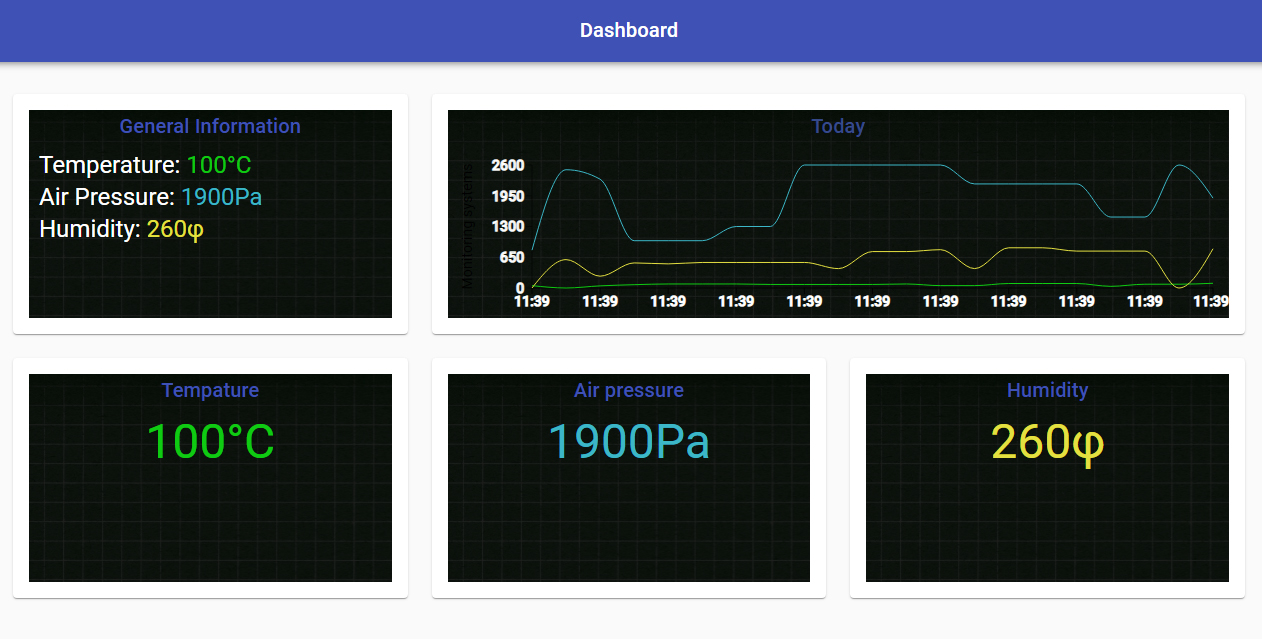 Dashboard
General Information
Temperature: 100°C
Air Pressure: 1900Pa
Humidity: 260φ
Today
Monitoring systems
2600
1950
1300
650
0
11:39 11:39 11:39 11:39 11:39 11:39 11:39 11:39 11:39 11:39 11:39
Tempature
100°C
Air pressure
1900Pa
Humidity
260φ